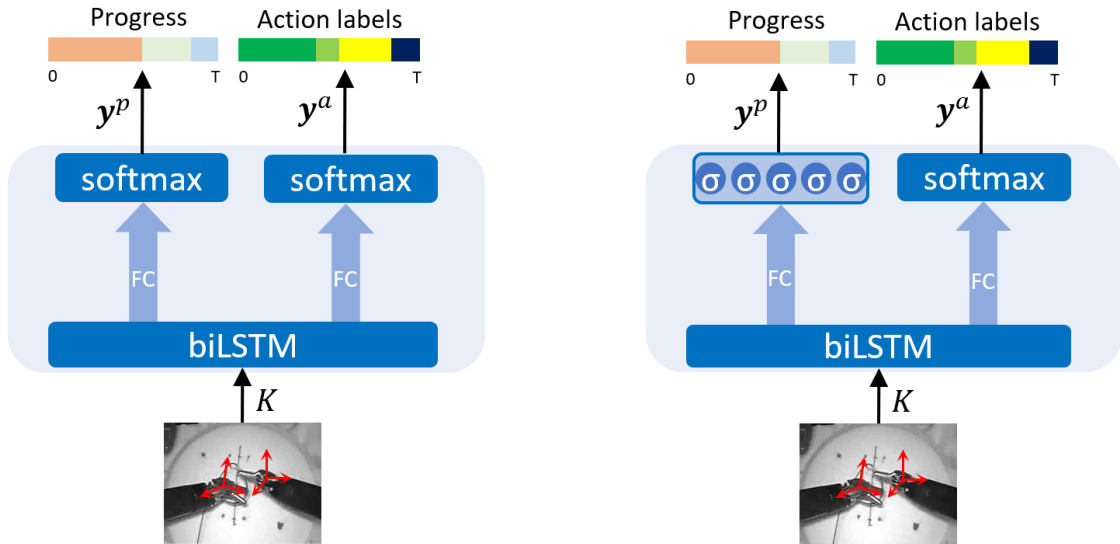 Progress
Action labels
0
T
0
T
y^p
y^a
softmax
softmax
FC
FC
biLSTM
K
Progress
Action labels
0
T
0
T
y^p
y^a
σ σ σ σ σ
softmax
FC
FC
biLSTM
K